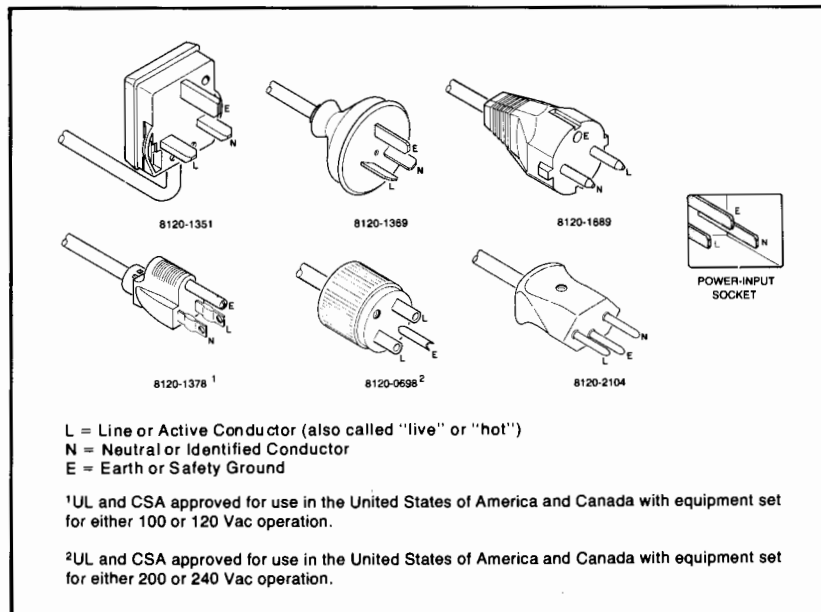 E
N
L
8120-1351
E
N
L
8120-1369
E
L
N
8120-1689
E
N
L
POWER-INPUT
SOCKET
E
L
N
8120-1378 1
L
E
L
8120-0698 2
N
E
L
8120-2104
L = Line or Active Conductor (also called "live" or "hot")
N = Neutral or Identified Conductor
E = Earth or Safety Ground
1UL and CSA approved for use in the United States of America and Canada with equipment set
for either 100 or 120 Vac operation.
2UL and CSA approved for use in the United States of America and Canada with equipment set
for either 200 or 240 Vac operation.